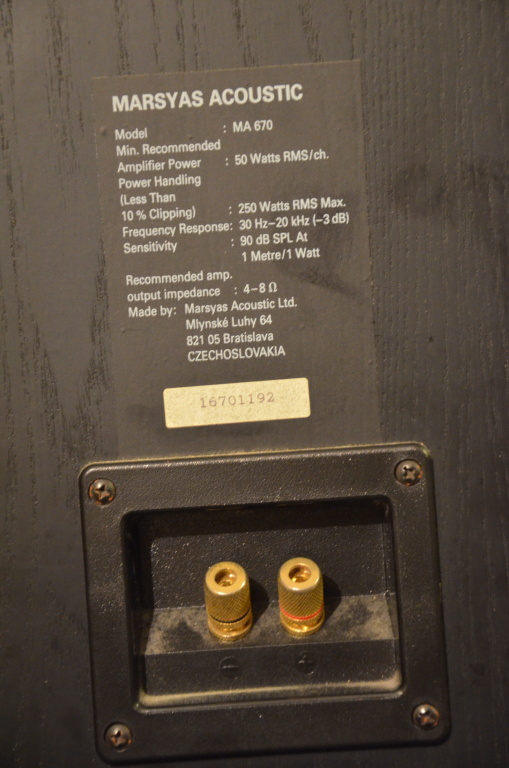 MARSYAS ACOUSTIC
Model : MA 670
Min. Recommended
Amplifier Power : 50 Watts RMS/ch.
Power Handling
(Less Than
10 % Clipping) : 250 Watts RMS Max.
Frequency Response: 30 Hz–20 kHz (–3 dB)
Sensitivity : 90 dB SPL At
1 Metre/1 Watt
Recommended amp.
output impedance : 4–8 Ω
Made by: Marsyas Acoustic Ltd.
Mlynské Luhy 64
821 05 Bratislava
CZECHOSLOVAKIA
16701192
– +